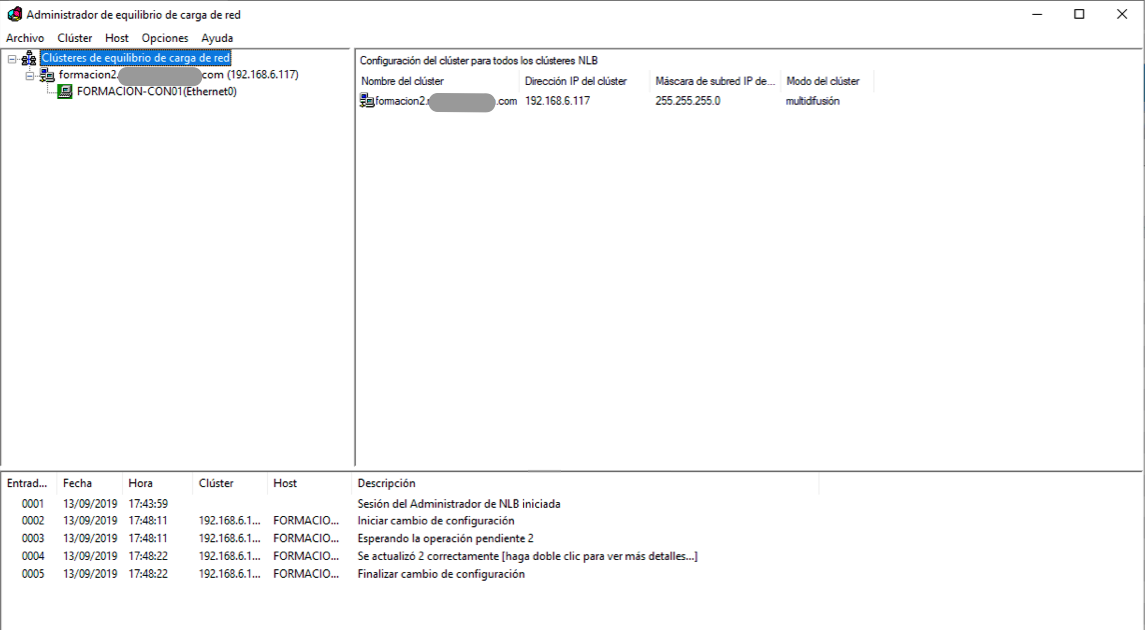 Administrador de equilibrio de carga de red
Archivo Clúster Host Opciones Ayuda
Clústeres de equilibrio de carga de red
formacion2. com (192.168.6.117)
FORMACION-CON01(Ethernet0)
Configuración del clúster para todos los clústeres NLB
Nombre del clúster Dirección IP del clúster Máscara de subred IP de... Modo del clúster
formacion2. .com 192.168.6.117 255.255.255.0 multidifusión
Entrad... Fecha Hora Clúster Host Descripción
0001 13/09/2019 17:43:59 Sesión del Administrador de NLB iniciada
0002 13/09/2019 17:48:11 192.168.6.1... FORMACIO... Iniciar cambio de configuración
0003 13/09/2019 17:48:11 192.168.6.1... FORMACIO... Esperando la operación pendiente 2
0004 13/09/2019 17:48:22 192.168.6.1... FORMACIO... Se actualizó 2 correctamente [haga doble clic para ver más detalles...]
0005 13/09/2019 17:48:22 192.168.6.1... FORMACIO... Finalizar cambio de configuración